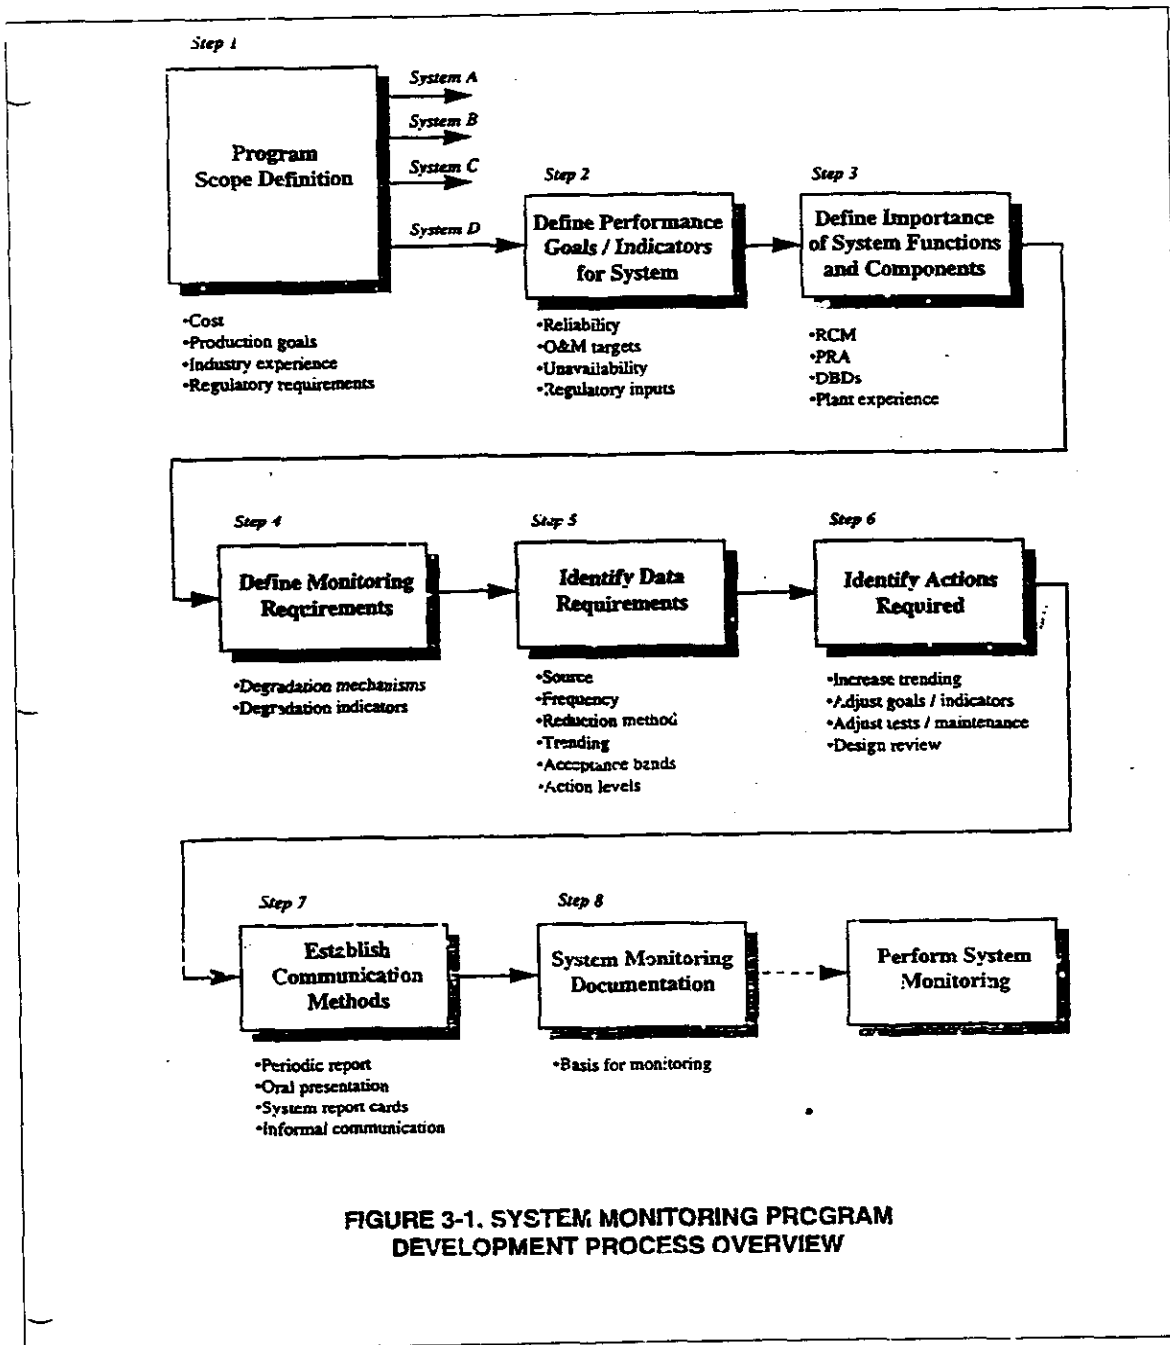 Step 1
System A
System B
System C
System D
Program
Scope Definition
•Cost
•Production goals
•Industry experience
•Regulatory requirements
Step 2
Define Performance
Goals / Indicators
for System
•Reliability
•O&M targets
•Unavailability
•Regulatory inputs
Step 3
Define Importance
of System Functions
and Components
•RCM
•PRA
•DBDs
•Plant experience
Step 4
Define Monitoring
Requirements
•Degradation mechanisms
•Degradation indicators
Step 5
Identify Data
Requirements
•Source
•Frequency
•Reduction method
•Trending
•Acceptance bands
•Action levels
Step 6
Identify Actions
Required
•Increase trending
•Adjust goals / indicators
•Adjust tests / maintenance
•Design review
Step 7
Establish
Communication
Methods
•Periodic report
•Oral presentation
•System report cards
•Informal communication
Step 8
System Monitoring
Documentation
•Basis for monitoring
Perform System
Monitoring
FIGURE 3-1. SYSTEM MONITORING PROGRAM
DEVELOPMENT PROCESS OVERVIEW